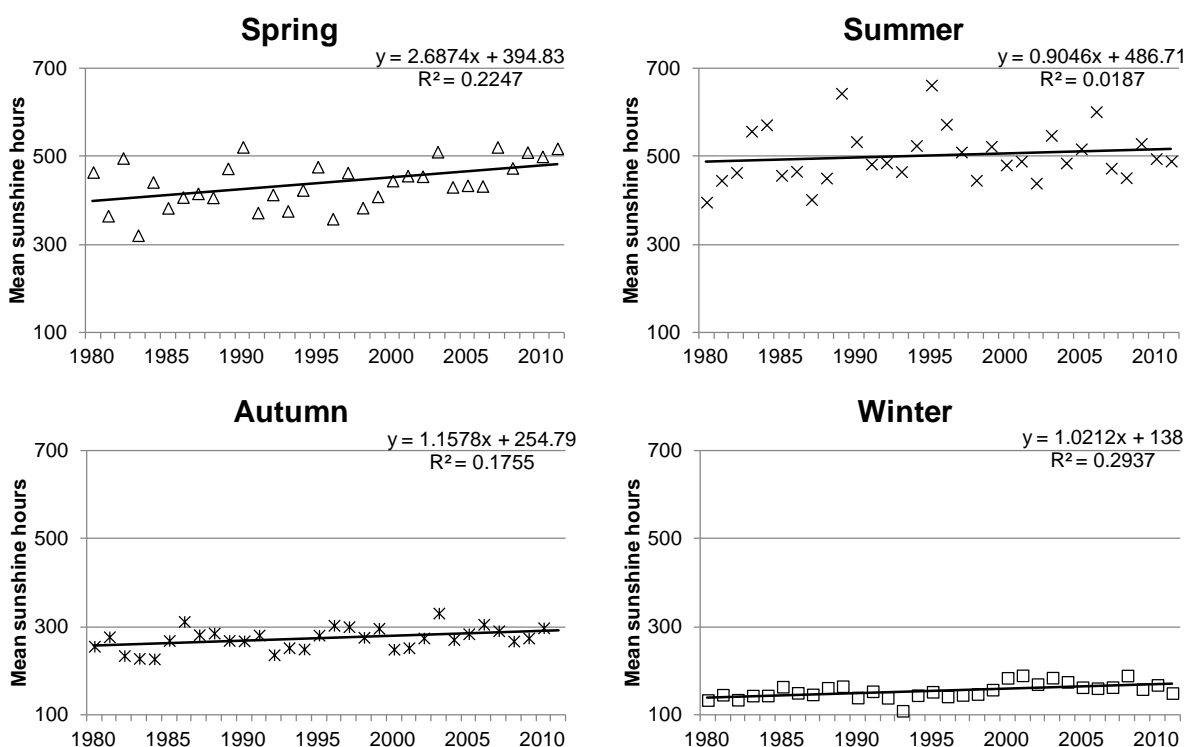 Spring
y = 2.6874x + 394.83
R² = 0.2247
Mean sunshine hours
700
500
300
100
1980 1985 1990 1995 2000 2005 2010
Summer
y = 0.9046x + 486.71
R² = 0.0187
Mean sunshine hours
700
500
300
100
1980 1985 1990 1995 2000 2005 2010
Autumn
y = 1.1578x + 254.79
R² = 0.1755
Mean sunshine hours
700
500
300
100
1980 1985 1990 1995 2000 2005 2010
Winter
y = 1.0212x + 138
R² = 0.2937
Mean sunshine hours
700
500
300
100
1980 1985 1990 1995 2000 2005 2010